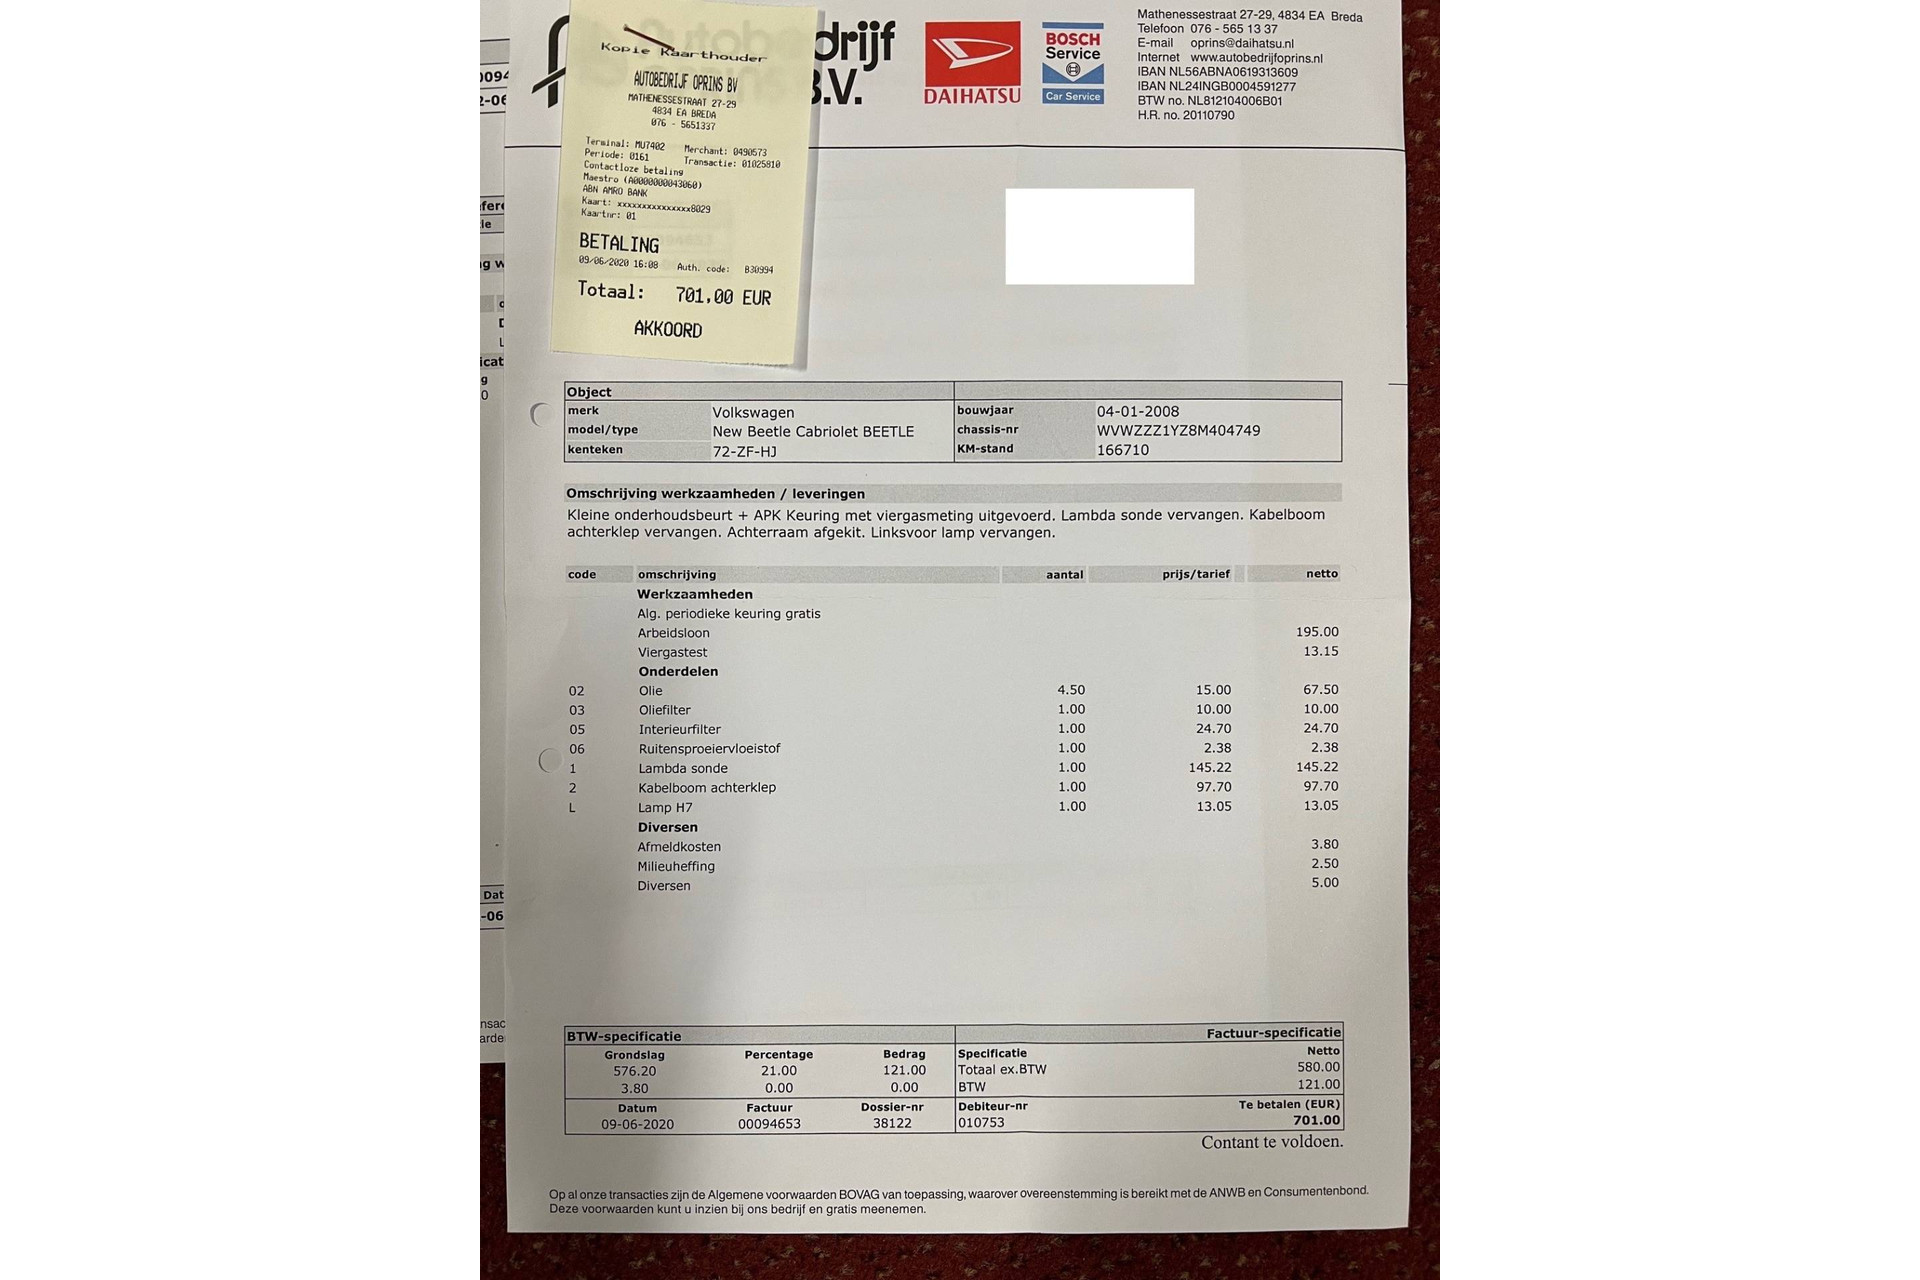 Mathenessestraat 27-29, 4834 EA Breda
Telefoon 076 - 565 13 37
E-mail oprins@daihatsu.nl
Internet www.autobedrijfoprins.nl
IBAN NL56ABNA0619313609
IBAN NL24INGB0004591277
BTW no. NL812104006B01
H.R. no. 20110790
drijf
B.V.
DAIHATSU
BOSCH
Service
Car Service
Kopie Kaarthouder
AUTOBEDRIJF OPRINS BV
MATHENESSESTRAAT 27-29
4834 EA BREDA
076 - 5651337
Terminal: MU7402 Merchant: 0490573
Periode: 0161 Transactie: 01025810
Contactloze betaling
Maestro (A0000000043060)
ABN AMRO BANK
Kaart: xxxxxxxxxxxxxxx8029
Kaartnr: 01
BETALING
09/06/2020 16:08 Auth. code: B30994
Totaal: 701,00 EUR
AKKOORD
Object
merk Volkswagen bouwjaar 04-01-2008
model/type New Beetle Cabriolet BEETLE chassis-nr WVWZZZ1YZ8M404749
kenteken 72-ZF-HJ KM-stand 166710
Omschrijving werkzaamheden / leveringen
Kleine onderhoudsbeurt + APK Keuring met viergasmeting uitgevoerd. Lambda sonde vervangen. Kabelboom
achterklep vervangen. Achterraam afgekit. Linksvoor lamp vervangen.
code omschrijving aantal prijs/tarief netto
Werkzaamheden
Alg. periodieke keuring gratis
Arbeidsloon 195.00
Viergastest 13.15
Onderdelen
02 Olie 4.50 15.00 67.50
03 Oliefilter 1.00 10.00 10.00
05 Interieurfilter 1.00 24.70 24.70
06 Ruitensproeiervloeistof 1.00 2.38 2.38
1 Lambda sonde 1.00 145.22 145.22
2 Kabelboom achterklep 1.00 97.70 97.70
L Lamp H7 1.00 13.05 13.05
Diversen
Afmeldkosten 3.80
Milieuheffing 2.50
Diversen 5.00
BTW-specificatie Factuur-specificatie
Grondslag Percentage Bedrag Specificatie Netto
576.20 21.00 121.00 Totaal ex.BTW 580.00
3.80 0.00 0.00 BTW 121.00
Datum Factuur Dossier-nr Debiteur-nr Te betalen (EUR)
09-06-2020 00094653 38122 010753 701.00
Contant te voldoen.
Op al onze transacties zijn de Algemene voorwaarden BOVAG van toepassing, waarover overeenstemming is bereikt met de ANWB en Consumentenbond.
Deze voorwaarden kunt u inzien bij ons bedrijf en gratis meenemen.